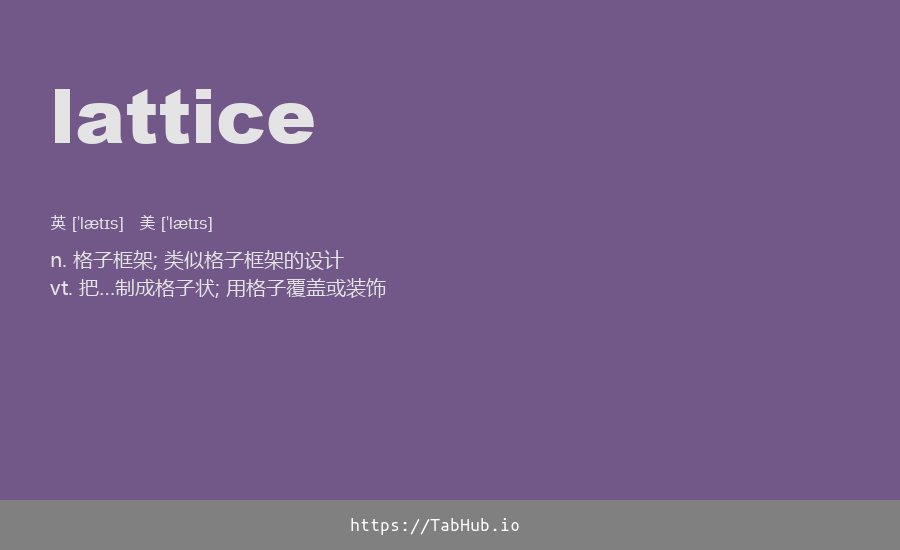 lattice
英 [ˈlætɪs] 美 [ˈlætɪs]
n. 格子框架; 类似格子框架的设计
vt. 把...制成格子状; 用格子覆盖或装饰
https://TabHub.io